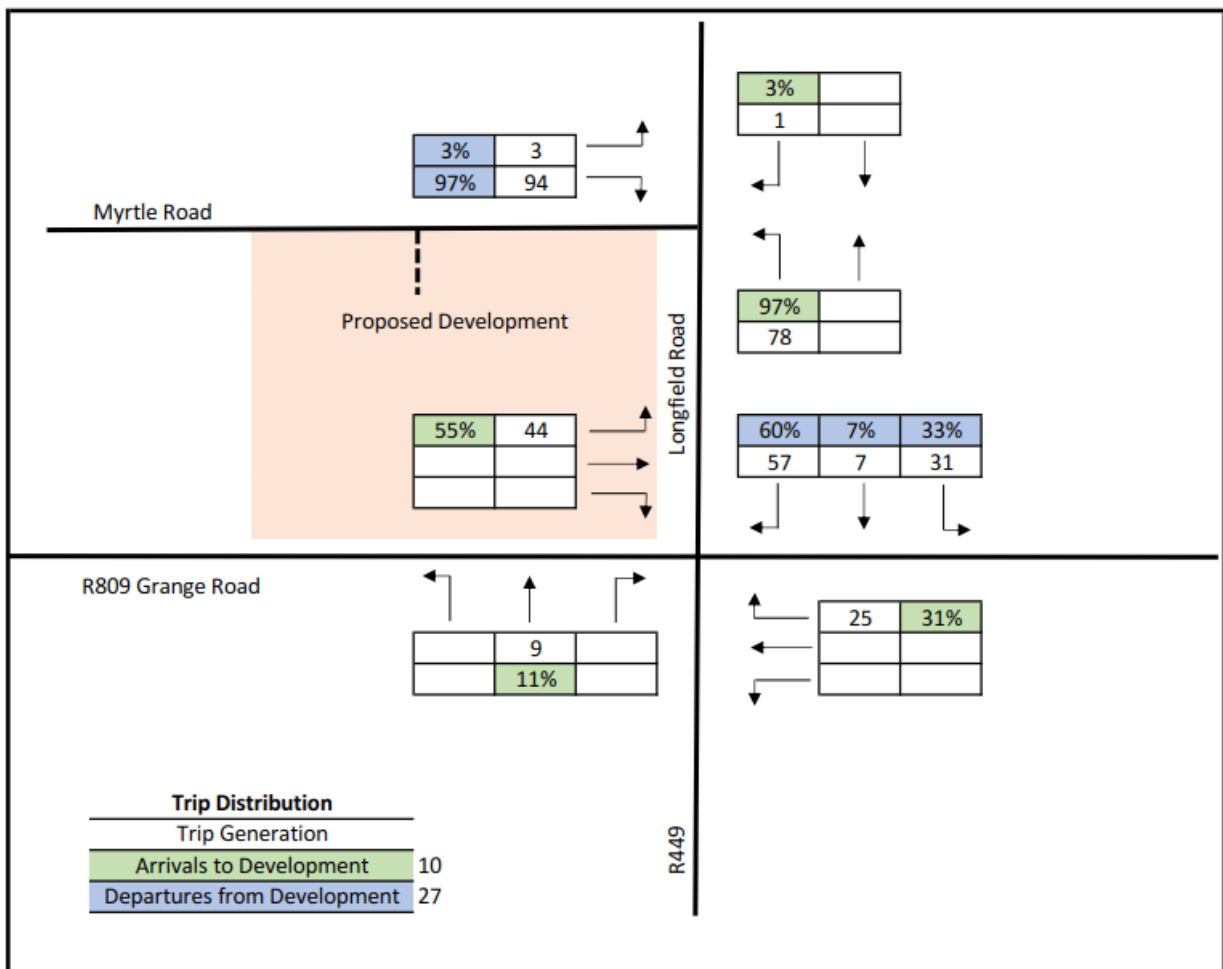 3%
1
3% 3
97% 94
Myrtle Road
97%
78
Proposed Development
Longfield Road
55% 44
60% 7% 33%
57 7 31
R809 Grange Road
9
11%
25 31%
Trip Distribution
Trip Generation
Arrivals to Development 10
Departures from Development 27
R449